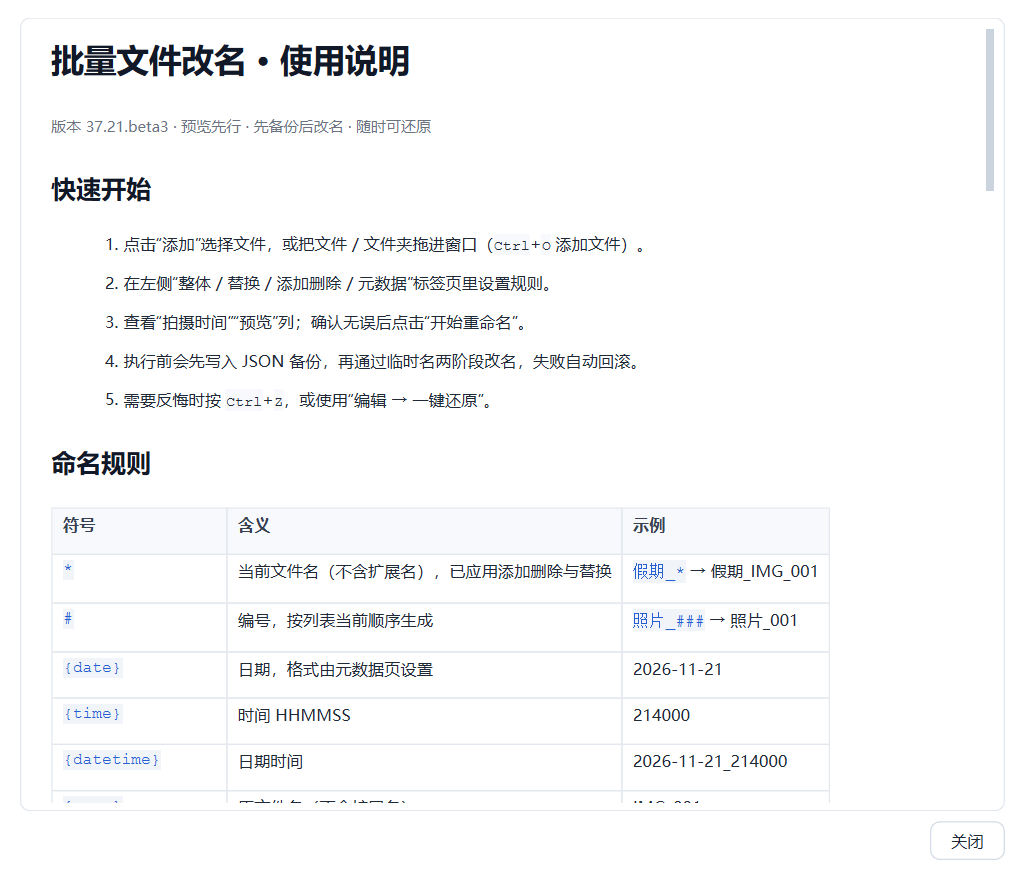 批量文件改名 • 使用说明
版本 37.21.beta3 · 预览先行 · 先备份后改名 · 随时可还原
快速开始
1. 点击“添加”选择文件，或把文件 / 文件夹拖进窗口（Ctrl+O 添加文件）。
2. 在左侧“整体 / 替换 / 添加删除 / 元数据”标签页里设置规则。
3. 查看“拍摄时间”“预览”列；确认无误后点击“开始重命名”。
4. 执行前会先写入 JSON 备份，再通过临时名两阶段改名，失败自动回滚。
5. 需要反悔时按 Ctrl+Z，或使用“编辑 → 一键还原”。
命名规则
符号 含义 示例
* 当前文件名（不含扩展名），已应用添加删除与替换 假期_* → 假期_IMG_001
# 编号，按列表当前顺序生成 照片_### → 照片_001
{date} 日期，格式由元数据页设置 2026-11-21
{time} 时间 HHMMSS 214000
{datetime} 日期时间 2026-11-21_214000
关闭